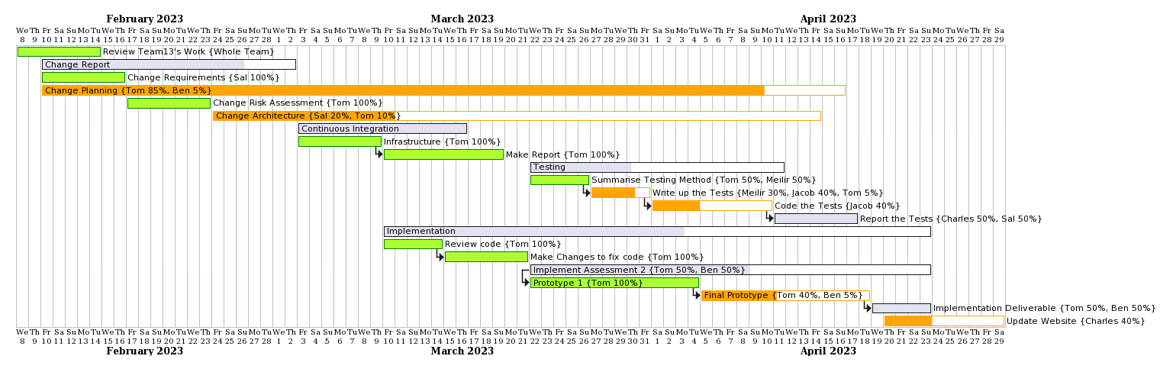 February 2023 March 2023 April 2023
We Th Fr Sa Su Mo Tu We Th Fr Sa Su Mo Tu We Th Fr Sa Su Mo Tu We Th Fr Sa Su Mo Tu We Th Fr Sa Su Mo Tu We Th Fr Sa Su Mo Tu We Th Fr Sa Su Mo Tu We Th Fr Sa Su Mo Tu We Th Fr Sa Su Mo Tu We Th Fr Sa Su Mo Tu We Th Fr Sa Su Mo Tu We Th Fr Sa
8 9 10 11 12 13 14 15 16 17 18 19 20 21 22 23 24 25 26 27 28 1 2 3 4 5 6 7 8 9 10 11 12 13 14 15 16 17 18 19 20 21 22 23 24 25 26 27 28 29 30 31 1 2 3 4 5 6 7 8 9 10 11 12 13 14 15 16 17 18 19 20 21 22 23 24 25 26 27 28 29
Review Team13's Work {Whole Team}
Change Report
Change Requirements {Sal 100%}
Change Planning {Tom 85%, Ben 5%}
Change Risk Assessment {Tom 100%}
Change Architecture {Sal 20%, Tom 10%}
Continuous Integration
Infrastructure {Tom 100%}
Make Report {Tom 100%}
Testing
Summarise Testing Method {Tom 50%, Meilir 50%}
Write up the Tests {Meilir 30%, Jacob 40%, Tom 5%}
Code the Tests {Jacob 40%}
Report the Tests {Charles 50%, Sal 50%}
Implementation
Review code {Tom 100%}
Make Changes to fix code {Tom 100%}
Implement Assessment 2 {Tom 50%, Ben 50%}
Prototype 1 {Tom 100%}
Final Prototype {Tom 40%, Ben 5%}
Implementation Deliverable {Tom 50%, Ben 50%}
Update Website {Charles 40%}
We Th Fr Sa Su Mo Tu We Th Fr Sa Su Mo Tu We Th Fr Sa Su Mo Tu We Th Fr Sa Su Mo Tu We Th Fr Sa Su Mo Tu We Th Fr Sa Su Mo Tu We Th Fr Sa Su Mo Tu We Th Fr Sa Su Mo Tu We Th Fr Sa Su Mo Tu We Th Fr Sa Su Mo Tu We Th Fr Sa Su Mo Tu We Th Fr Sa
8 9 10 11 12 13 14 15 16 17 18 19 20 21 22 23 24 25 26 27 28 1 2 3 4 5 6 7 8 9 10 11 12 13 14 15 16 17 18 19 20 21 22 23 24 25 26 27 28 29 30 31 1 2 3 4 5 6 7 8 9 10 11 12 13 14 15 16 17 18 19 20 21 22 23 24 25 26 27 28 29
February 2023 March 2023 April 2023